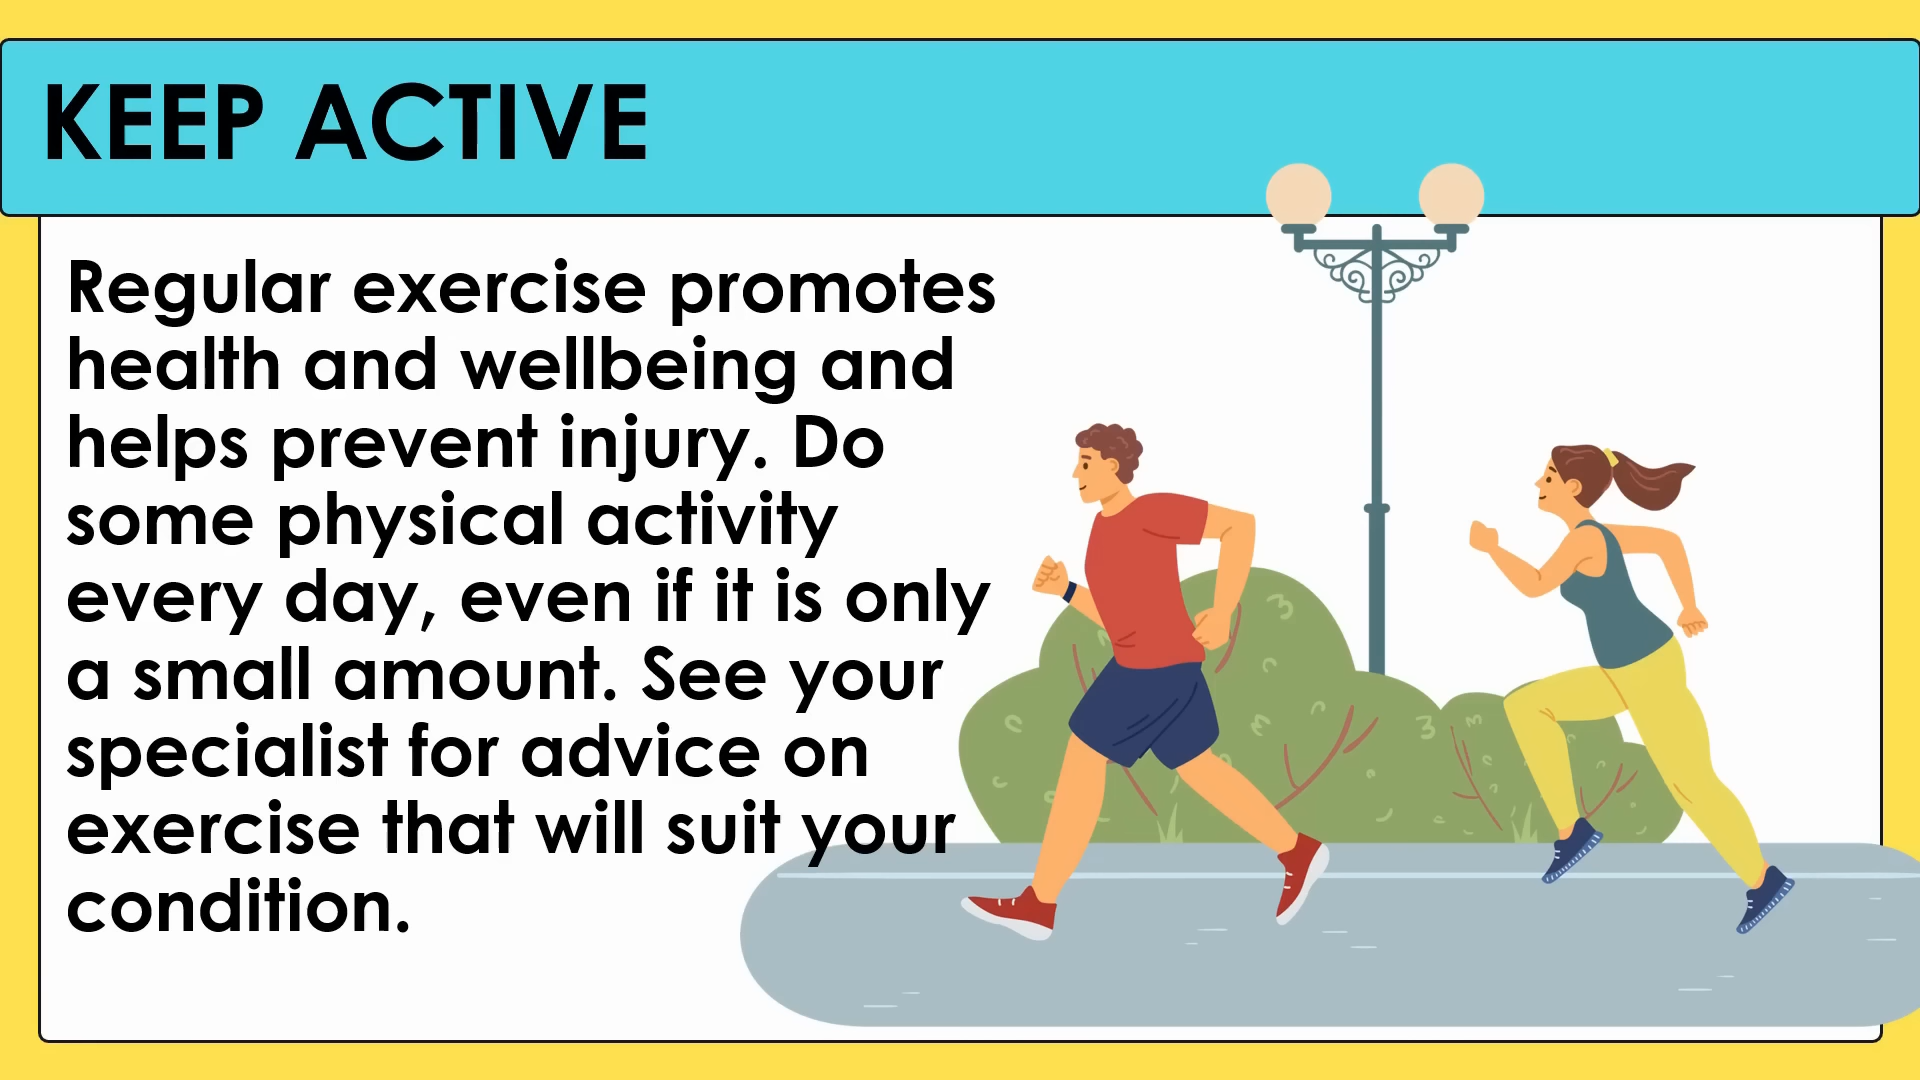 KEEP ACTIVE
Regular exercise promotes
health and wellbeing and
helps prevent injury. Do
some physical activity
every day, even if it is only
a small amount. See your
specialist for advice on
exercise that will suit your
condition.